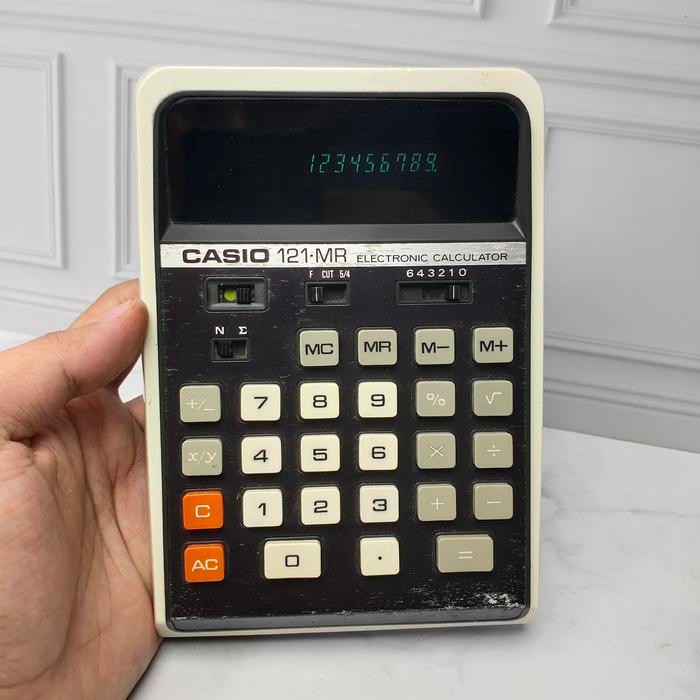 123456789.
CASIO 121·MR ELECTRONIC CALCULATOR
F CUT 5/4 643210
N Σ
MC MR M− M+
+/− 7 8 9 % √
x/y 4 5 6 × ÷
C 1 2 3 + −
AC 0 · =